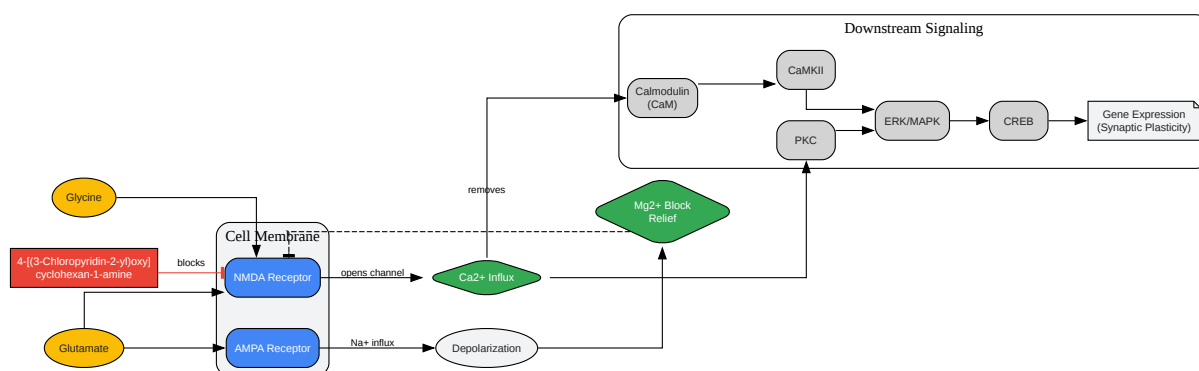 Downstream Signaling
CaMKII
Calmodulin
(CaM)
Gene Expression
(Synaptic Plasticity)
ERK/MAPK
CREB
PKC
removes
Glycine
Mg2+ Block
Relief
Cell Membrane
4-[(3-Chloropyridin-2-yl)oxy]
cyclohexan-1-amine
blocks
NMDA Receptor
opens channel
Ca2+ Influx
Glutamate
AMPA Receptor
Na+ influx
Depolarization